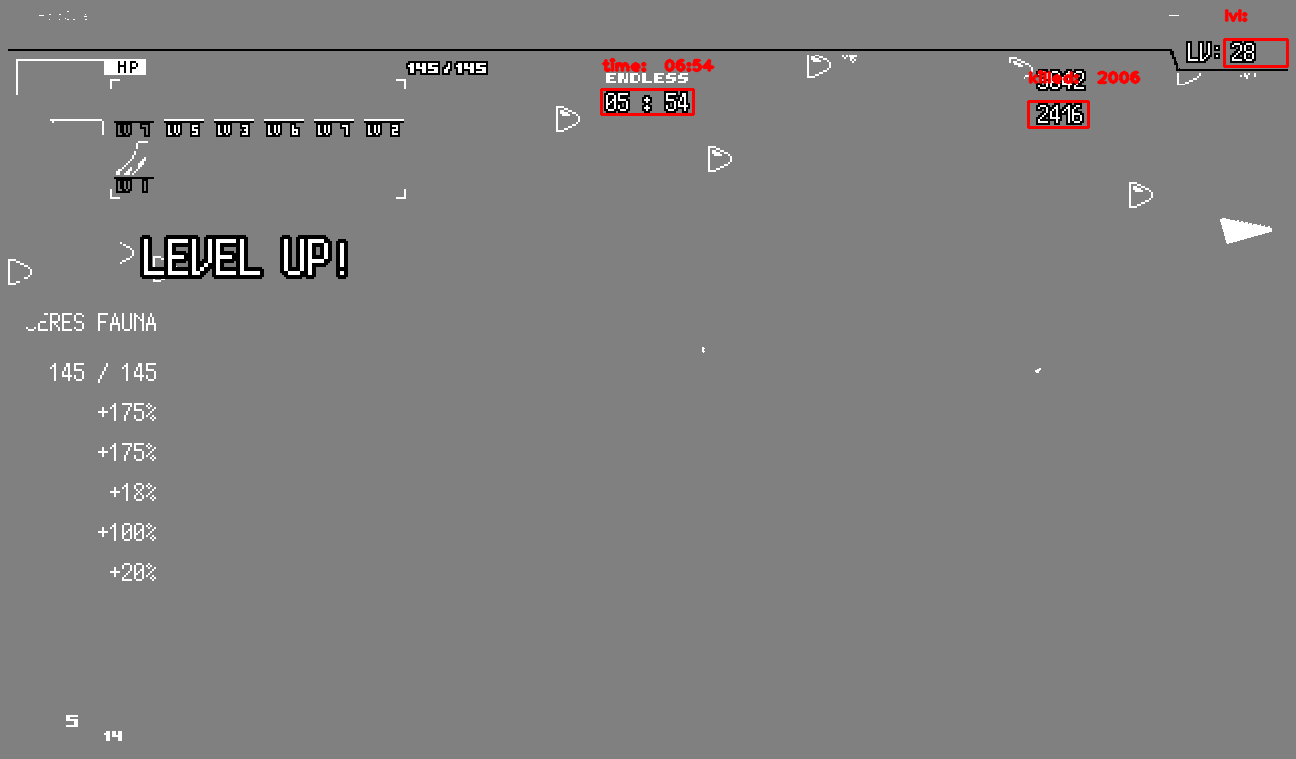 lvl:
LV: 28
HP
145/145
time: 06:54
ENDLESS
05 : 54
killed: 2006
2416
LV 7 LV 5 LV 3 LV 6 LV 7 LV 2
LV 1
LEVEL UP!
CERES FAUNA
145 / 145
+175%
+175%
+18%
+100%
+20%
5
14